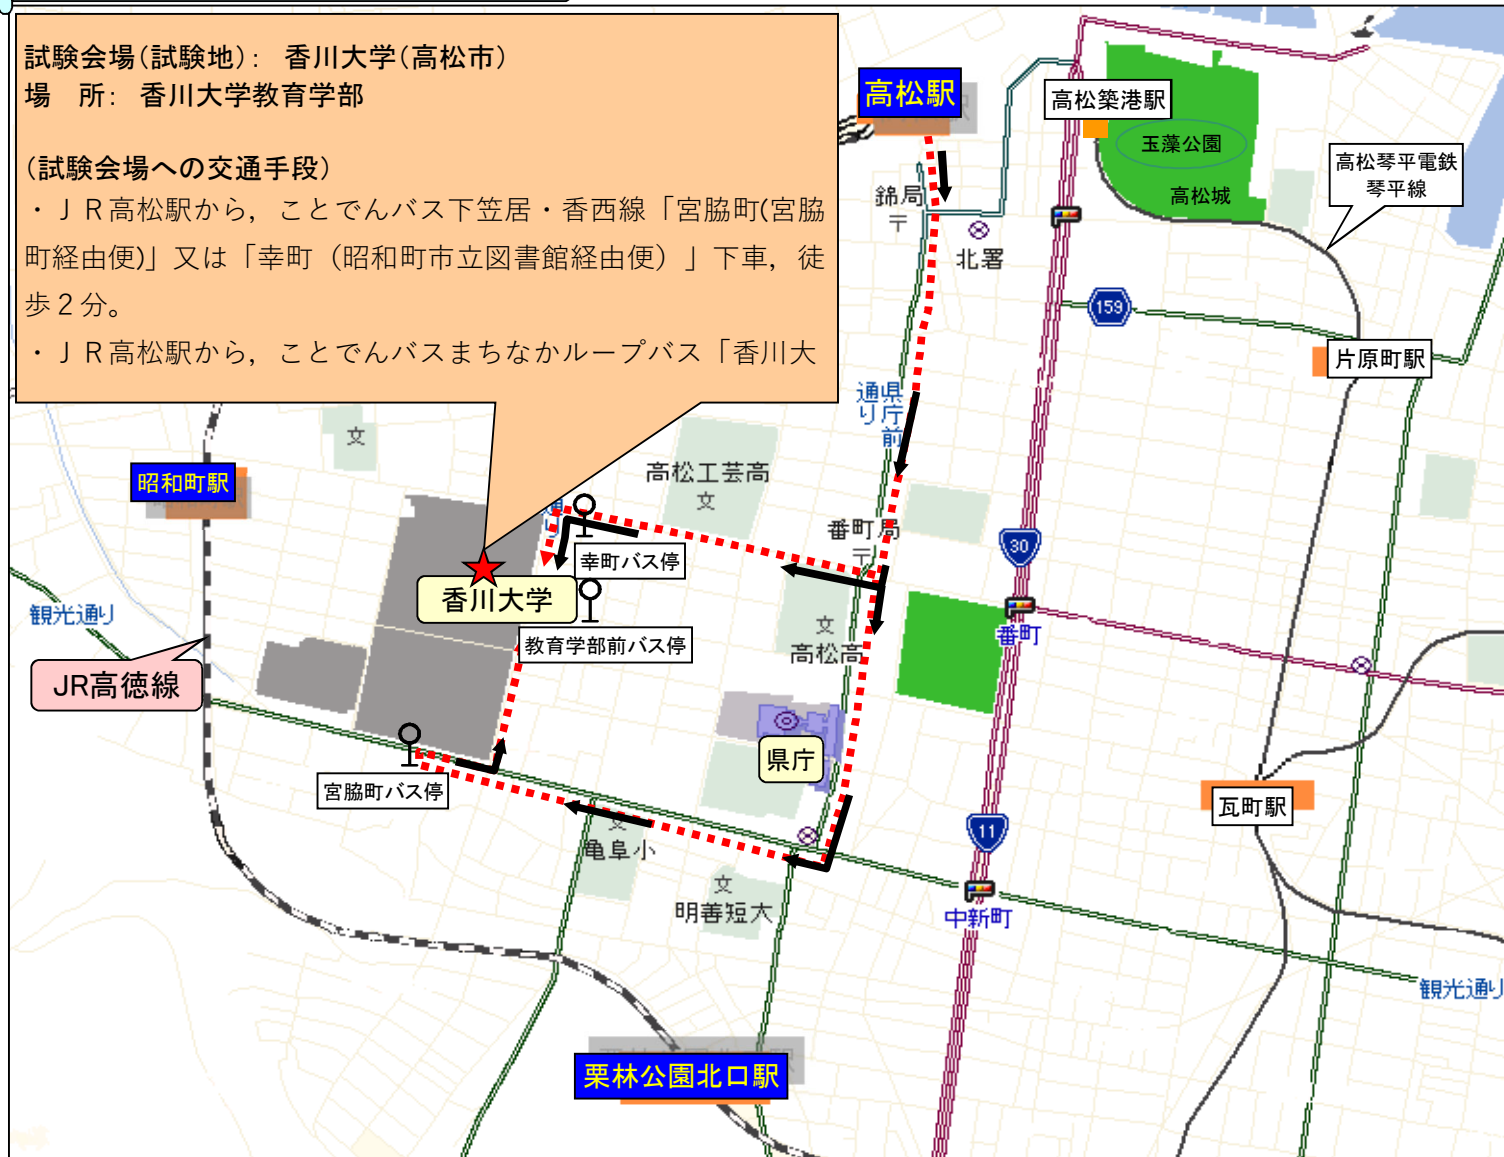 試験会場(試験地)： 香川大学(高松市)
場　所： 香川大学教育学部
(試験会場への交通手段)
・ＪＲ高松駅から，ことでんバス下笠居・香西線「宮脇町(宮脇
町経由便)」又は「幸町（昭和町市立図書館経由便）」下車，徒
歩２分。
・ＪＲ高松駅から，ことでんバスまちなかループバス「香川大
高松駅
高松築港駅
玉藻公園
高松城
高松琴平電鉄
琴平線
錦局
〒
北署
159
片原町駅
県庁前
通り
文
昭和町駅
高松工芸高
文
通り
番町局
〒
幸町バス停
30
香川大学
観光通り
番町
文
高松高
教育学部前バス停
JR高徳線
県庁
宮脇町バス停
瓦町駅
文
亀阜小
11
文
明善短大
中新町
観光通り
栗林公園北口駅